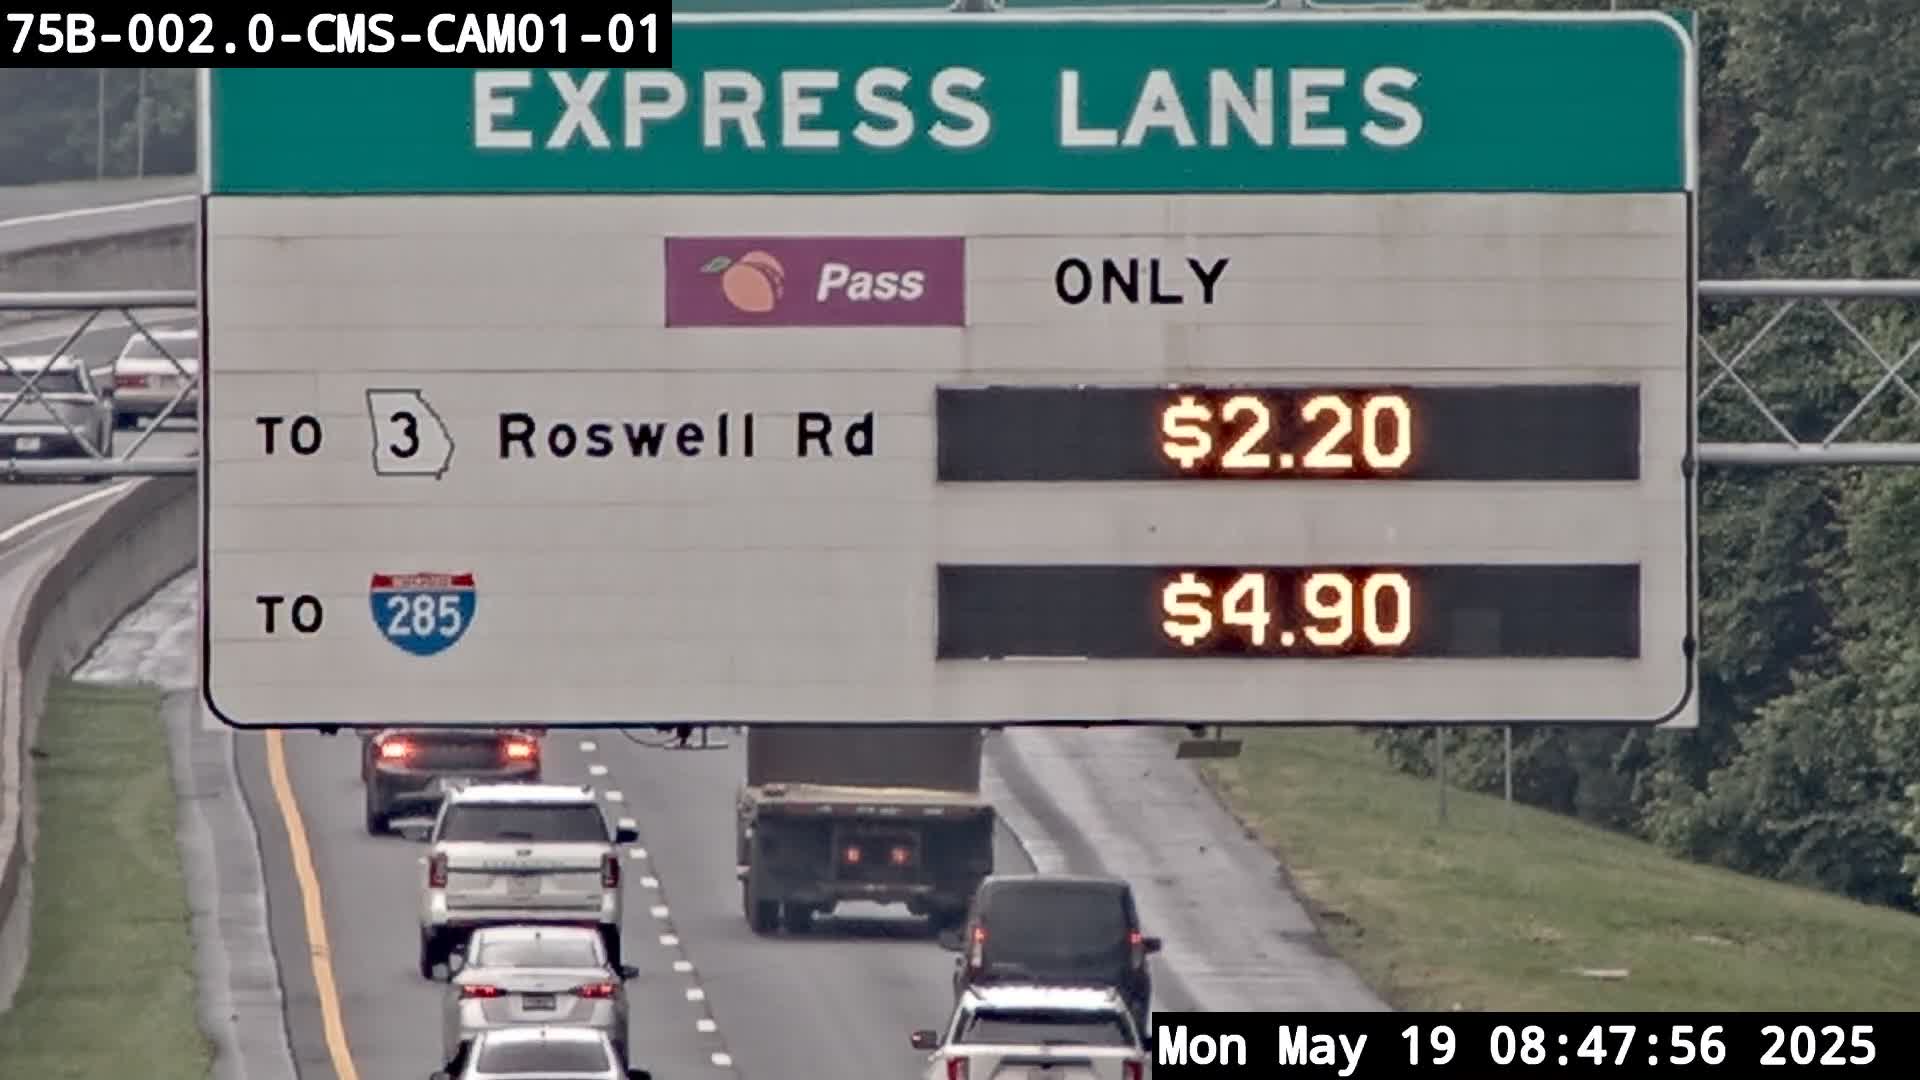 75B-002.0-CMS-CAM01-01
EXPRESS LANES
Pass ONLY
TO 3 Roswell Rd $2.20
TO 285 $4.90
Mon May 19 08:47:56 2025